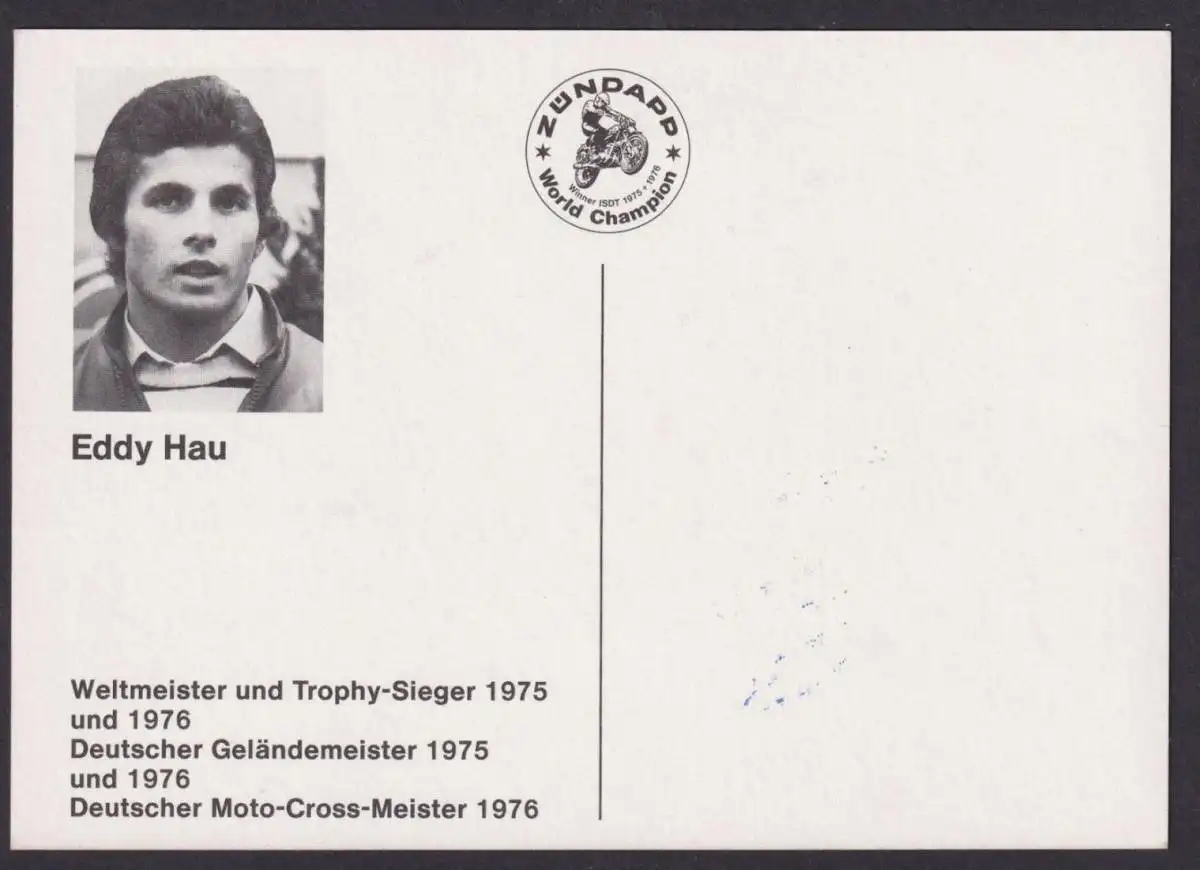 ZÜNDAPP
Winner ISDT 1975 + 1976
World Champion
Eddy Hau
Weltmeister und Trophy-Sieger 1975
und 1976
Deutscher Geländemeister 1975
und 1976
Deutscher Moto-Cross-Meister 1976